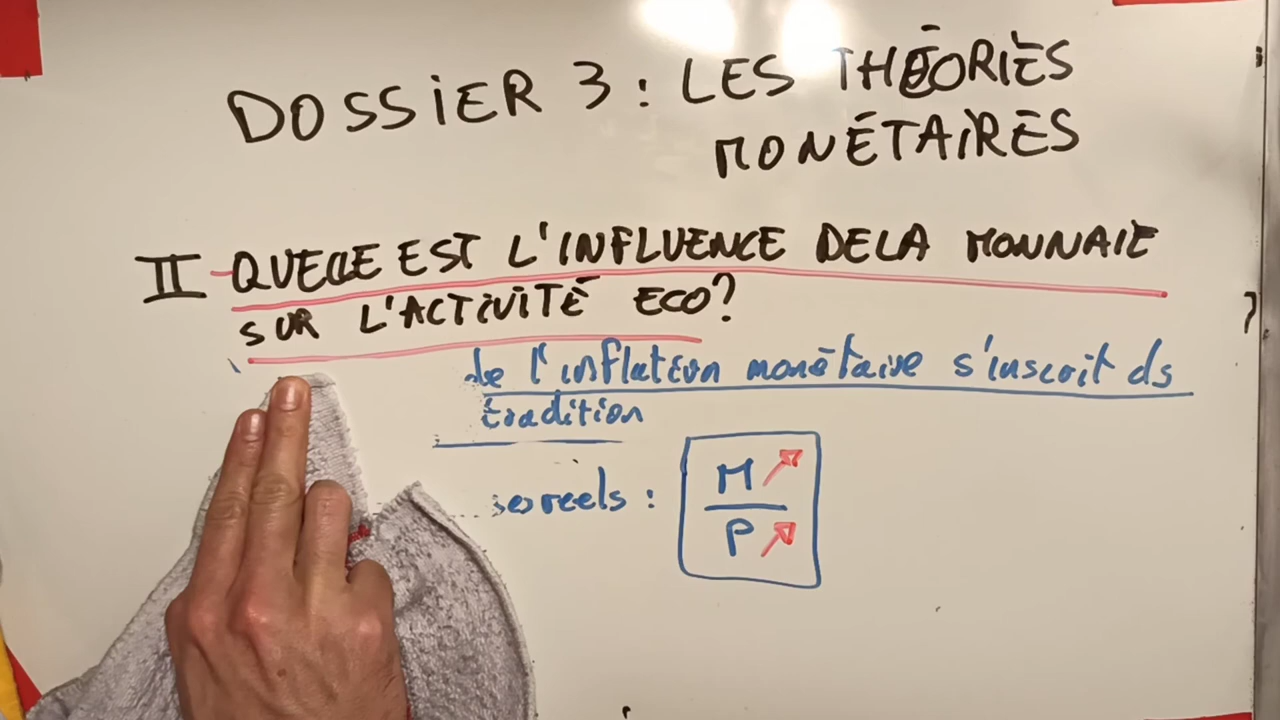 DOSSIER 3 : LES THÉORIES
MONÉTAIRES
II - QUELLE EST L'INFLUENCE DE LA MONNAIE
SUR L'ACTIVITÉ ECO?
de l'inflation monétaire s'inscrit ds
tradition
reels :
M
P